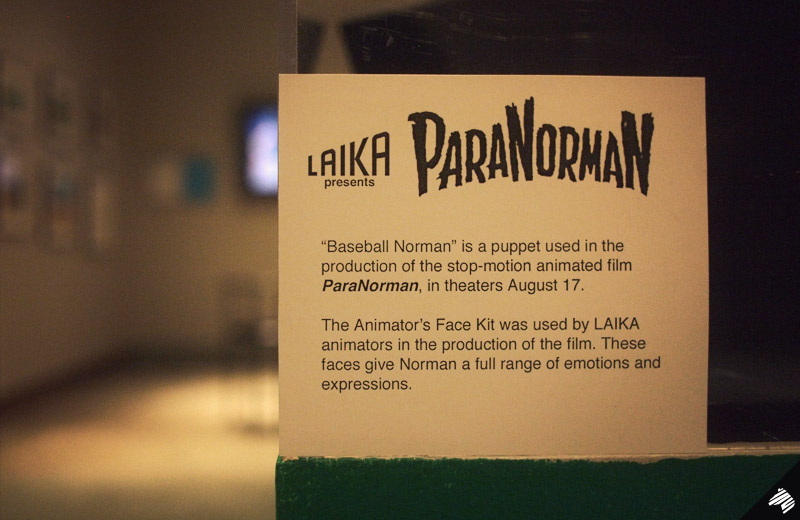 LAIKA
presents
PARANORMAN
“Baseball Norman” is a puppet used in the
production of the stop-motion animated film
ParaNorman, in theaters August 17.
The Animator’s Face Kit was used by LAIKA
animators in the production of the film. These
faces give Norman a full range of emotions and
expressions.